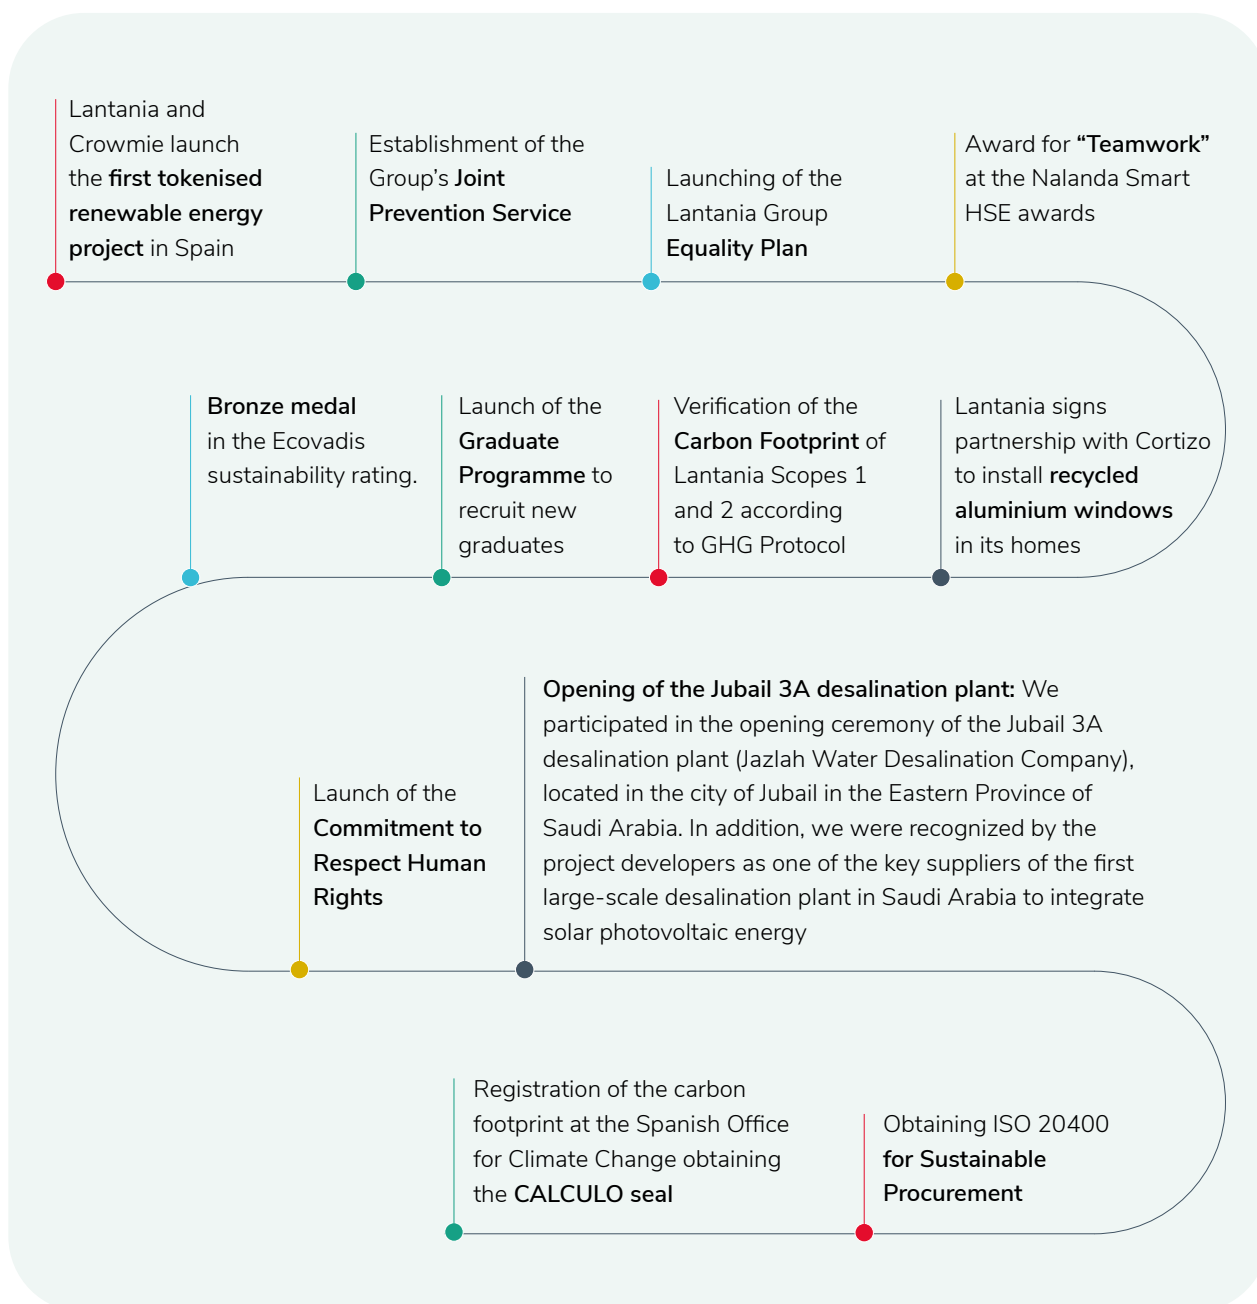 Lantania and
Crowmie launch
the first tokenised
renewable energy
project in Spain
Establishment of the
Group’s Joint
Prevention Service
Launching of the
Lantania Group
Equality Plan
Award for “Teamwork”
at the Nalanda Smart
HSE awards
Bronze medal
in the Ecovadis
sustainability rating.
Launch of the
Graduate
Programme to
recruit new
graduates
Verification of the
Carbon Footprint of
Lantania Scopes 1
and 2 according
to GHG Protocol
Lantania signs
partnership with Cortizo
to install recycled
aluminium windows
in its homes
Launch of the
Commitment to
Respect Human
Rights
Opening of the Jubail 3A desalination plant: We
participated in the opening ceremony of the Jubail 3A
desalination plant (Jazlah Water Desalination Company),
located in the city of Jubail in the Eastern Province of
Saudi Arabia. In addition, we were recognized by the
project developers as one of the key suppliers of the first
large-scale desalination plant in Saudi Arabia to integrate
solar photovoltaic energy
Registration of the carbon
footprint at the Spanish Office
for Climate Change obtaining
the CALCULO seal
Obtaining ISO 20400
for Sustainable
Procurement